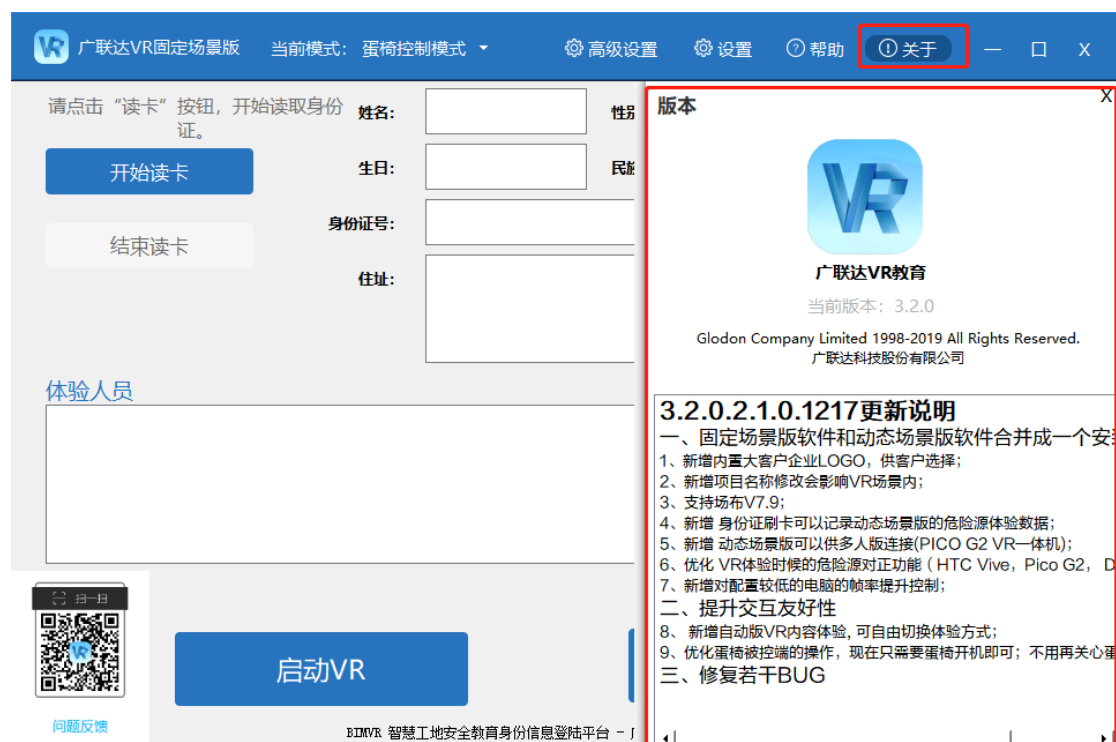 VR 广联达VR固定场景版 当前模式: 蛋椅控制模式 高级设置 设置 帮助 关于 — 口 X
请点击“读卡”按钮，开始读取身份证。
开始读卡
结束读卡
姓名:
生日:
身份证号:
住址:
体验人员
扫一扫
VR
问题反馈
启动VR
BIMVR 智慧工地安全教育身份信息登陆平台 -
版本 X
VR
广联达VR教育
当前版本: 3.2.0
Glodon Company Limited 1998-2019 All Rights Reserved.
广联达科技股份有限公司
3.2.0.2.1.0.1217更新说明
一、固定场景版软件和动态场景版软件合并成一个安
1、新增内置大客户企业LOGO，供客户选择;
2、新增项目名称修改会影响VR场景内;
3、支持场布V7.9;
4、新增 身份证刷卡可以记录动态场景版的危险源体验数据;
5、新增 动态场景版可以供多人版连接(PICO G2 VR一体机);
6、优化 VR体验时候的危险源对正功能（HTC Vive，Pico G2， D
7、新增对配置较低的电脑的帧率提升控制;
二、提升交互友好性
8、 新增自动版VR内容体验, 可自由切换体验方式;
9、优化蛋椅被控端的操作，现在只需要蛋椅开机即可；不用再关心蛋
三、修复若干BUG